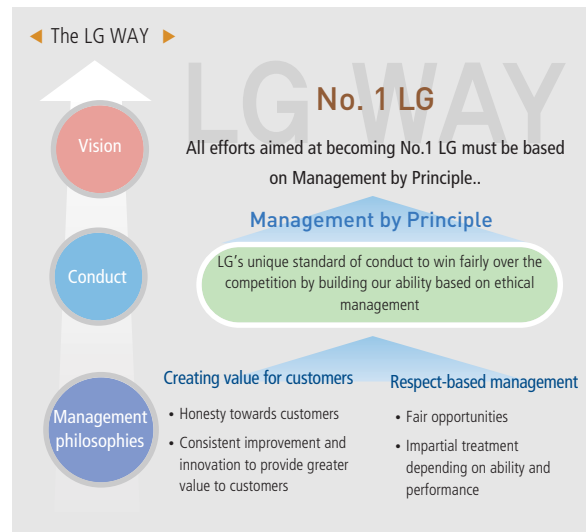 ◀ The LG WAY ▶
LG WAY
No. 1 LG
Vision
All efforts aimed at becoming No.1 LG must be based
on Management by Principle..
Management by Principle
Conduct
LG's unique standard of conduct to win fairly over the
competition by building our ability based on ethical
management
Management
philosophies
Creating value for customers
• Honesty towards customers
• Consistent improvement and
innovation to provide greater
value to customers
Respect-based management
• Fair opportunities
• Impartial treatment
depending on ability and
performance